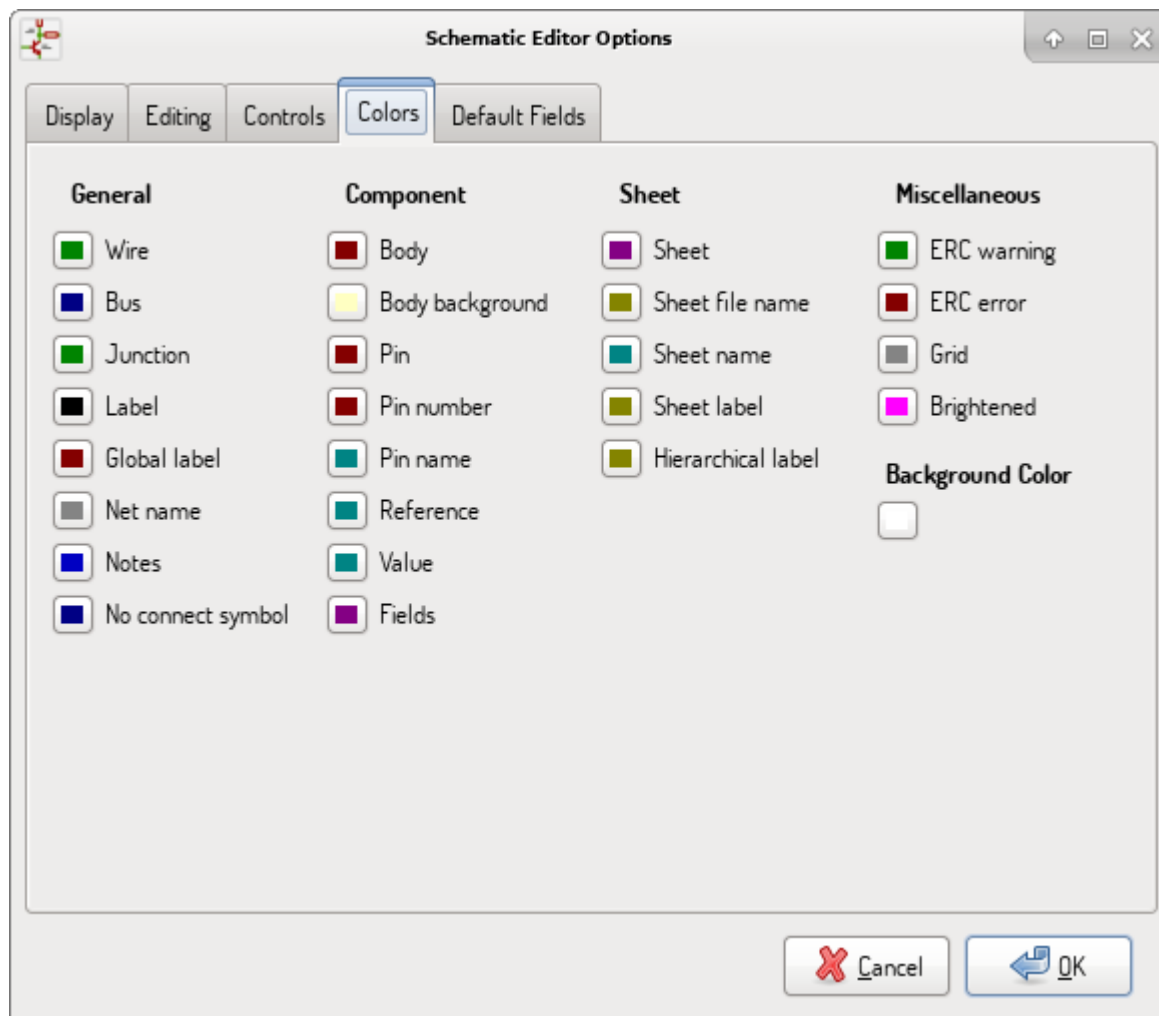 Schematic Editor Options
Display Editing Controls Colors Default Fields
General Component Sheet Miscellaneous
Wire Body Sheet ERC warning
Bus Body background Sheet file name ERC error
Junction Pin Sheet name Grid
Label Pin number Sheet label Brightened
Global label Pin name Hierarchical label Background Color
Net name Reference
Notes Value
No connect symbol Fields
Cancel OK